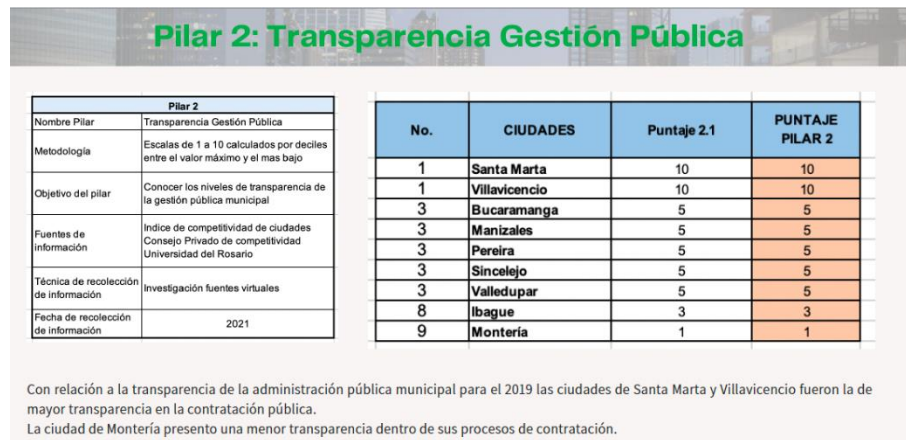 Pilar 2: Transparencia Gestión Pública
Pilar 2
Nombre Pilar Transparencia Gestión Pública
Metodología Escalas de 1 a 10 calculados por deciles
entre el valor máximo y el mas bajo
Objetivo del pilar Conocer los niveles de transparencia de
la gestión pública municipal
Fuentes de
información
Indice de competitividad de ciudades
Consejo Privado de competitividad
Universidad del Rosario
Técnica de recolección
de información
Investigación fuentes virtuales
Fecha de recolección
de información
2021
No. CIUDADES Puntaje 2.1 PUNTAJE
PILAR 2
1 Santa Marta 10 10
1 Villavicencio 10 10
3 Bucaramanga 5 5
3 Manizales 5 5
3 Pereira 5 5
3 Sincelejo 5 5
3 Valledupar 5 5
8 Ibague 3 3
9 Montería 1 1
Con relación a la transparencia de la administración pública municipal para el 2019 las ciudades de Santa Marta y Villavicencio fueron la de
mayor transparencia en la contratación pública.
La ciudad de Montería presento una menor transparencia dentro de sus procesos de contratación.